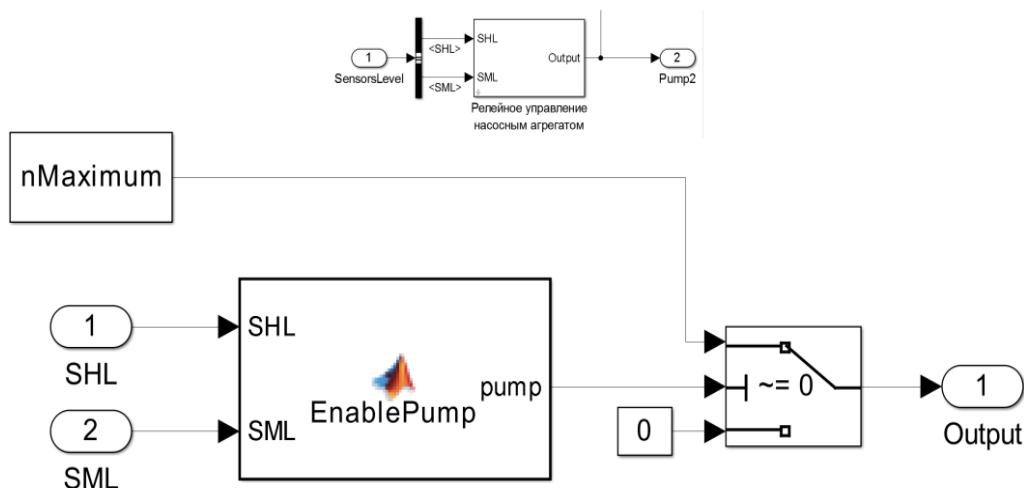 1
SensorsLevel
<SHL>
<SML>
SHL
SML
Output
2
Pump2
Релейное управление
насосным агрегатом
nMaximum
1
SHL
2
SML
SHL
SML
EnablePump
pump
~= 0
0
1
Output